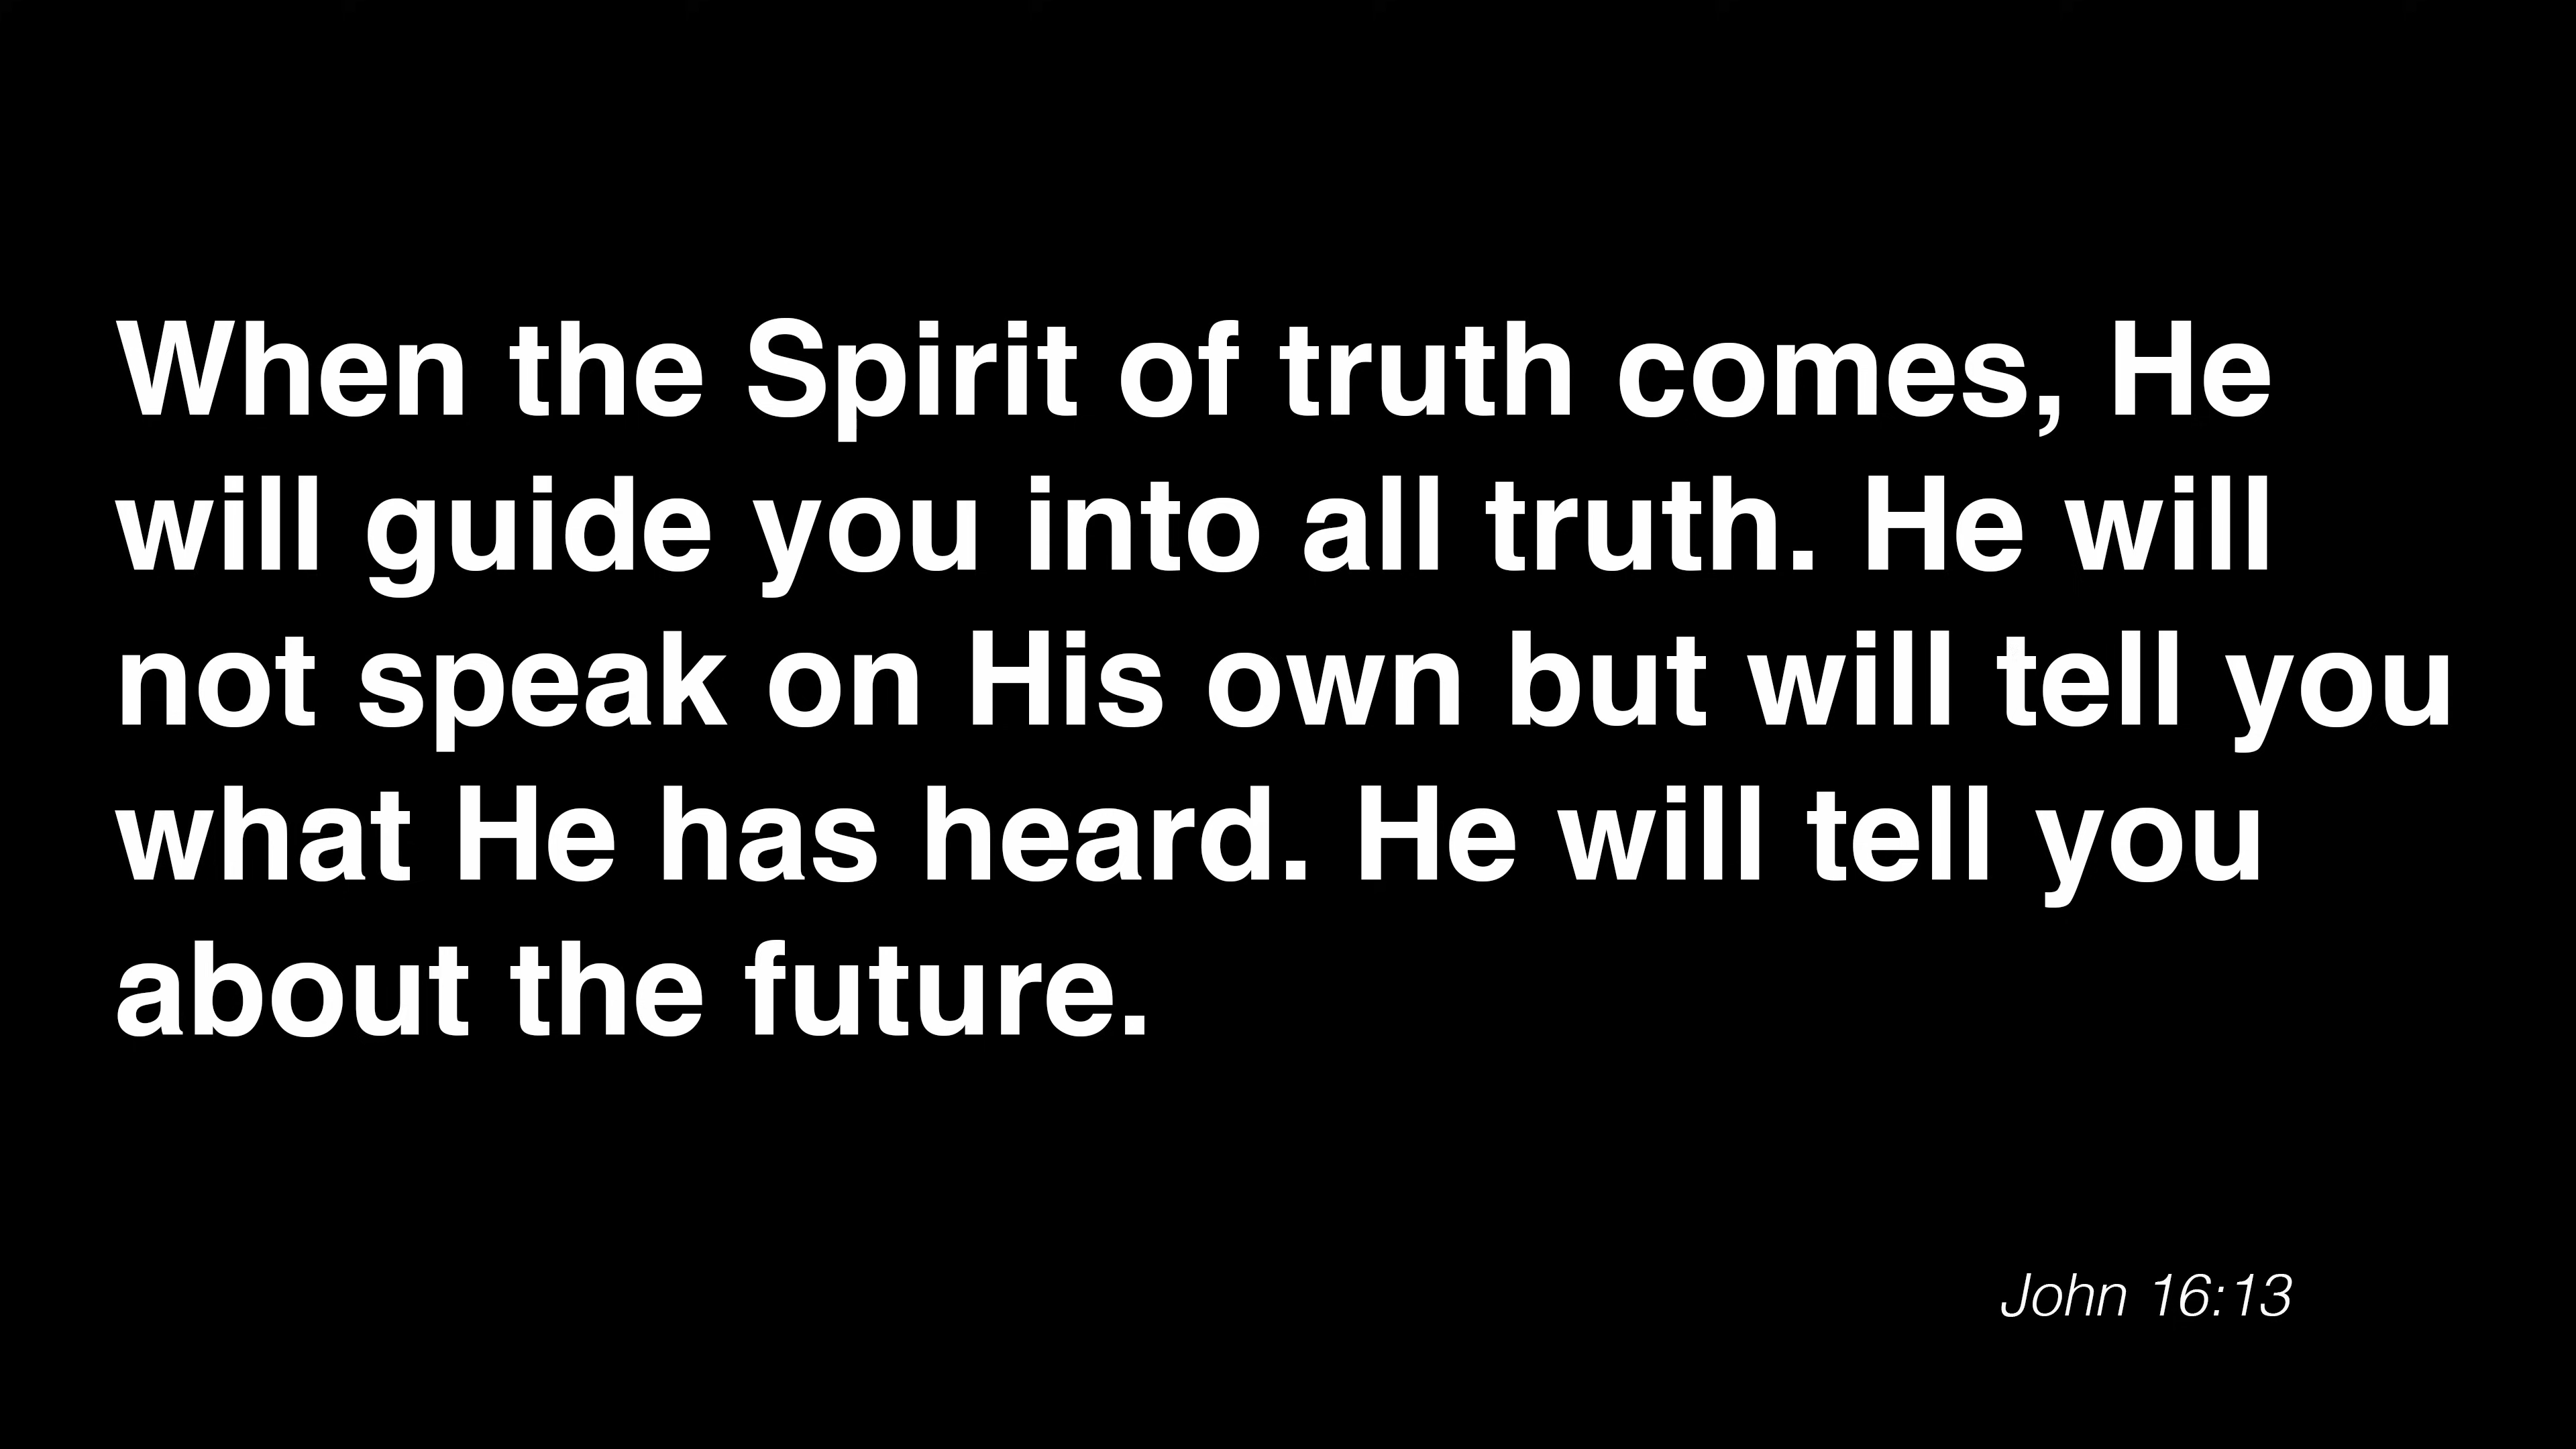 When the Spirit of truth comes, He
will guide you into all truth. He will
not speak on His own but will tell you
what He has heard. He will tell you
about the future.
John 16:13